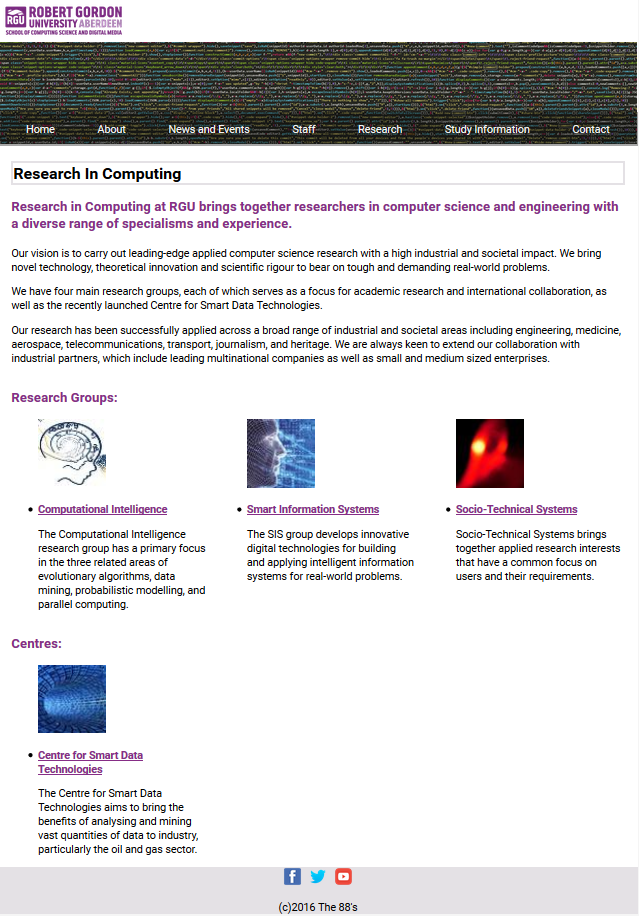 RGU ROBERT GORDON
UNIVERSITY ABERDEEN
SCHOOL OF COMPUTING SCIENCE AND DIGITAL MEDIA
Home About News and Events Staff Research Study Information Contact
Research In Computing
Research in Computing at RGU brings together researchers in computer science and engineering with
a diverse range of specialisms and experience.
Our vision is to carry out leading-edge applied computer science research with a high industrial and societal impact. We bring
novel technology, theoretical innovation and scientific rigour to bear on tough and demanding real-world problems.
We have four main research groups, each of which serves as a focus for academic research and international collaboration, as
well as the recently launched Centre for Smart Data Technologies.
Our research has been successfully applied across a broad range of industrial and societal areas including engineering, medicine,
aerospace, telecommunications, transport, journalism, and heritage. We are always keen to extend our collaboration with
industrial partners, which include leading multinational companies as well as small and medium sized enterprises.
Research Groups:
Computational Intelligence
The Computational Intelligence
research group has a primary focus
in the three related areas of
evolutionary algorithms, data
mining, probabilistic modelling, and
parallel computing.
Smart Information Systems
The SIS group develops innovative
digital technologies for building
and applying intelligent information
systems for real-world problems.
Socio-Technical Systems
Socio-Technical Systems brings
together applied research interests
that have a common focus on
users and their requirements.
Centres:
Centre for Smart Data
Technologies
The Centre for Smart Data
Technologies aims to bring the
benefits of analysing and mining
vast quantities of data to industry,
particularly the oil and gas sector.
(c)2016 The 88's